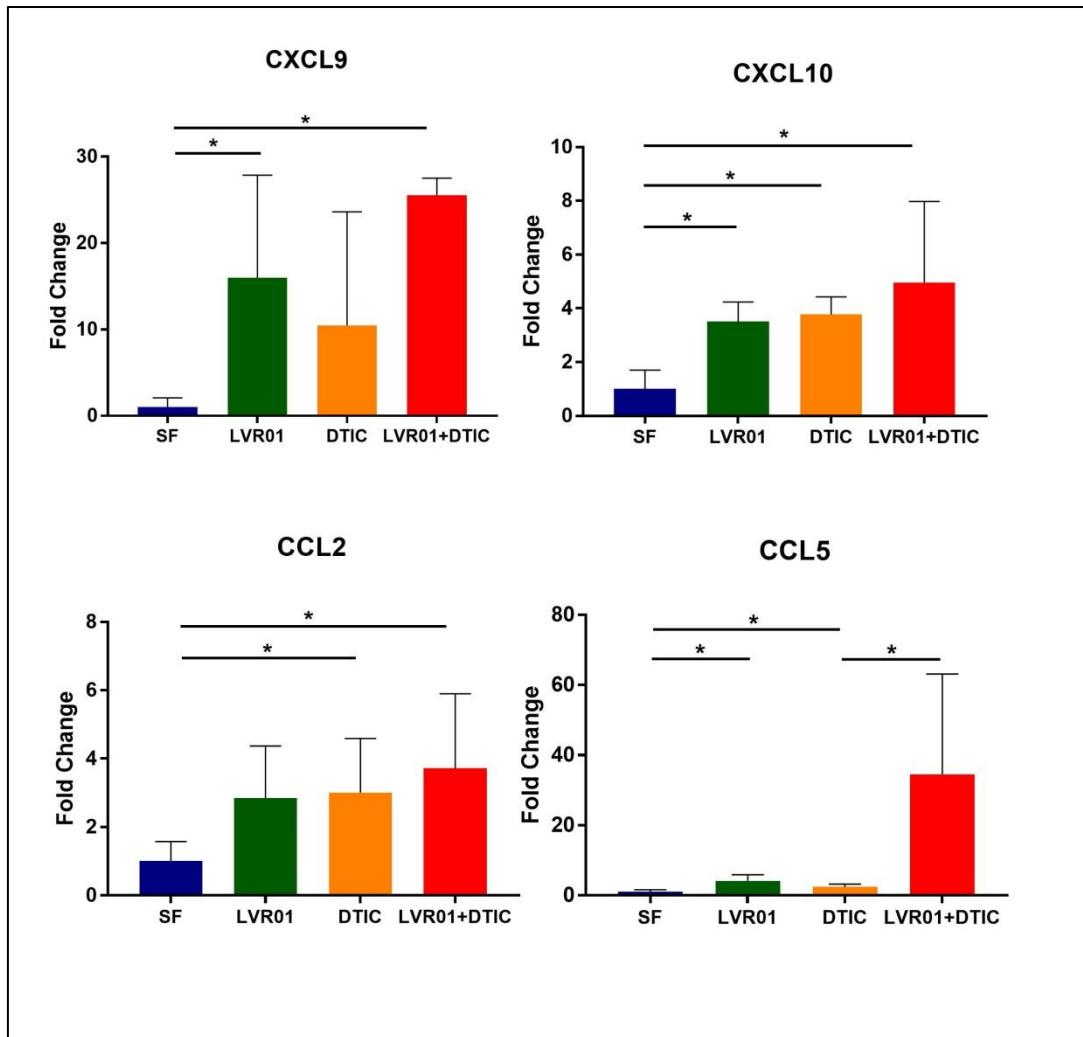 CXCL9
*
*
Fold Change
30
20
10
0
SF LVR01 DTIC LVR01+DTIC
CXCL10
*
*
*
Fold Change
10
8
6
4
2
0
SF LVR01 DTIC LVR01+DTIC
CCL2
*
*
Fold Change
8
6
4
2
0
SF LVR01 DTIC LVR01+DTIC
CCL5
*
*
*
Fold Change
80
60
40
20
0
SF LVR01 DTIC LVR01+DTIC